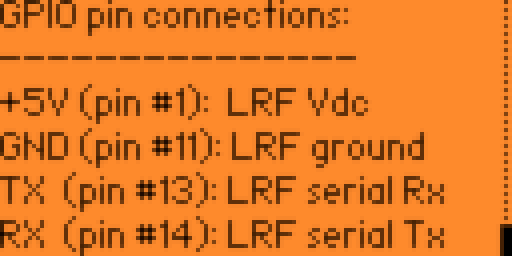 GPIO pin connections:
----------------
+5V (pin #1): LRF Vdc
GND (pin #11): LRF ground
TX (pin #13): LRF serial Rx
RX (pin #14): LRF serial Tx